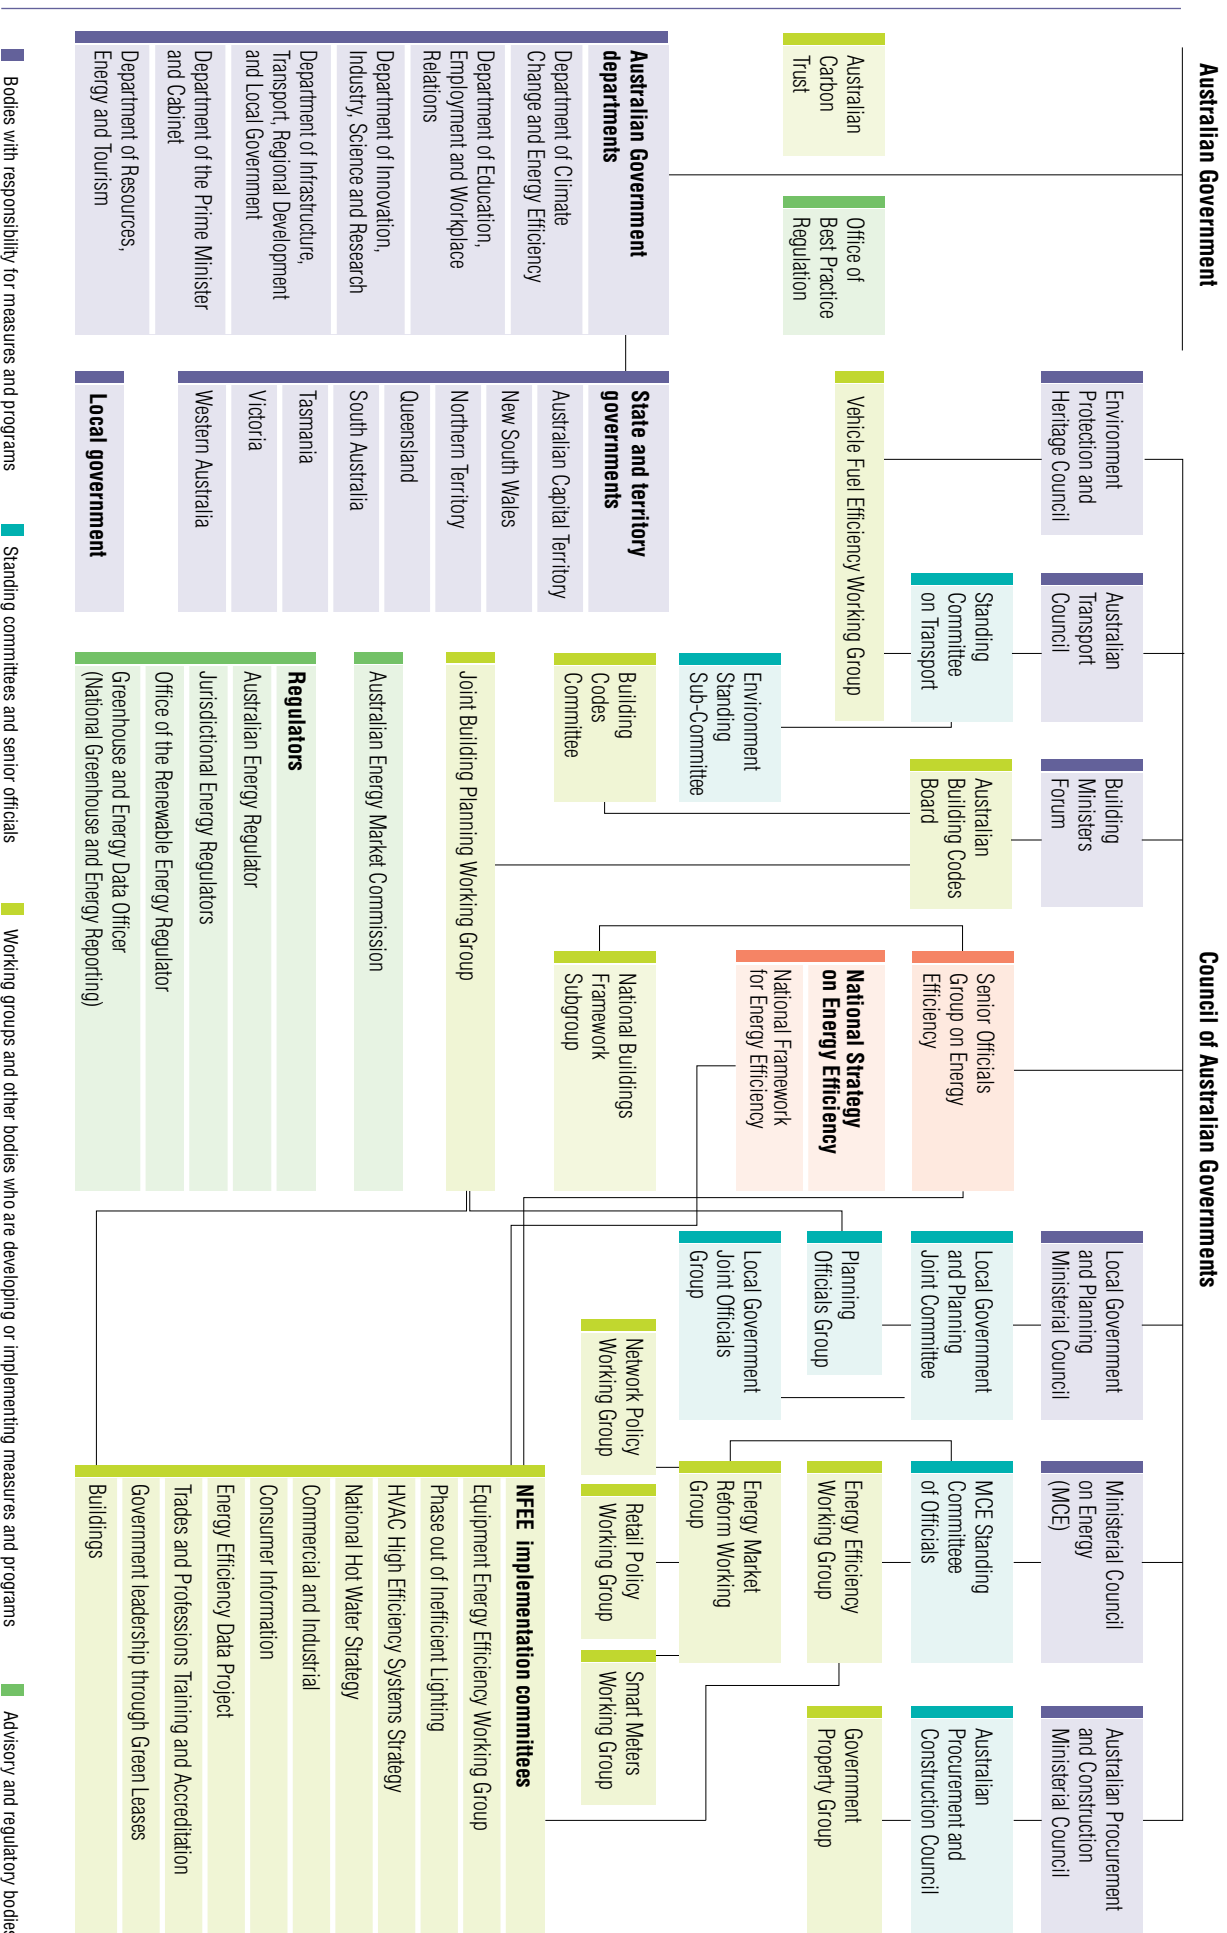 Australian Government
Council of Australian Governments
Australian
Carbon
Trust
Office of
Best Practice
Regulation
Australian Government
departments
Department of Climate
Change and Energy Efficiency
Department of Education,
Employment and Workplace
Relations
Department of Innovation,
Industry, Science and Research
Department of Infrastructure,
Transport, Regional Development
and Local Government
Department of the Prime Minister
and Cabinet
Department of Resources,
Energy and Tourism
State and territory
governments
Australian Capital Territory
New South Wales
Northern Territory
Queensland
South Australia
Tasmania
Victoria
Western Australia
Local government
Environment
Protection and
Heritage Council
Australian
Transport
Council
Standing
Committee
on Transport
Vehicle Fuel Efficiency Working Group
Environment
Standing
Sub-Committee
Building
Ministers
Forum
Australian
Building Codes
Board
Building
Codes
Committee
Joint Building Planning Working Group
Australian Energy Market Commission
Regulators
Australian Energy Regulator
Jurisdictional Energy Regulators
Office of the Renewable Energy Regulator
Greenhouse and Energy Data Officer
(National Greenhouse and Energy Reporting)
Senior Officials
Group on Energy
Efficiency
National Strategy
on Energy Efficiency
National Framework
for Energy Efficiency
National Buildings
Framework
Subgroup
Local Government
and Planning
Ministerial Council
Local Government
and Planning
Joint Committee
Planning
Officials Group
Local Government
Joint Officials
Group
Ministerial Council
on Energy
(MCE)
MCE Standing
Committeee
of Officials
Energy Efficiency
Working Group
Energy Market
Reform Working
Group
Network Policy
Working Group
Retail Policy
Working Group
Smart Meters
Working Group
Australian Procurement
and Construction
Ministerial Council
Australian
Procurement and
Construction Council
Government
Property Group
NFEE implementation committees
Equipment Energy Efficiency Working Group
Phase out of Inefficient Lighting
HVAC High Efficiency Systems Strategy
National Hot Water Strategy
Commercial and Industrial
Consumer Information
Energy Efficiency Data Project
Trades and Professions Training and Accreditation
Government leadership through Green Leases
Buildings
Bodies with responsibility for measures and programs
Standing committees and senior officials
Working groups and other bodies who are developing or implementing measures and programs
Advisory and regulatory bodies